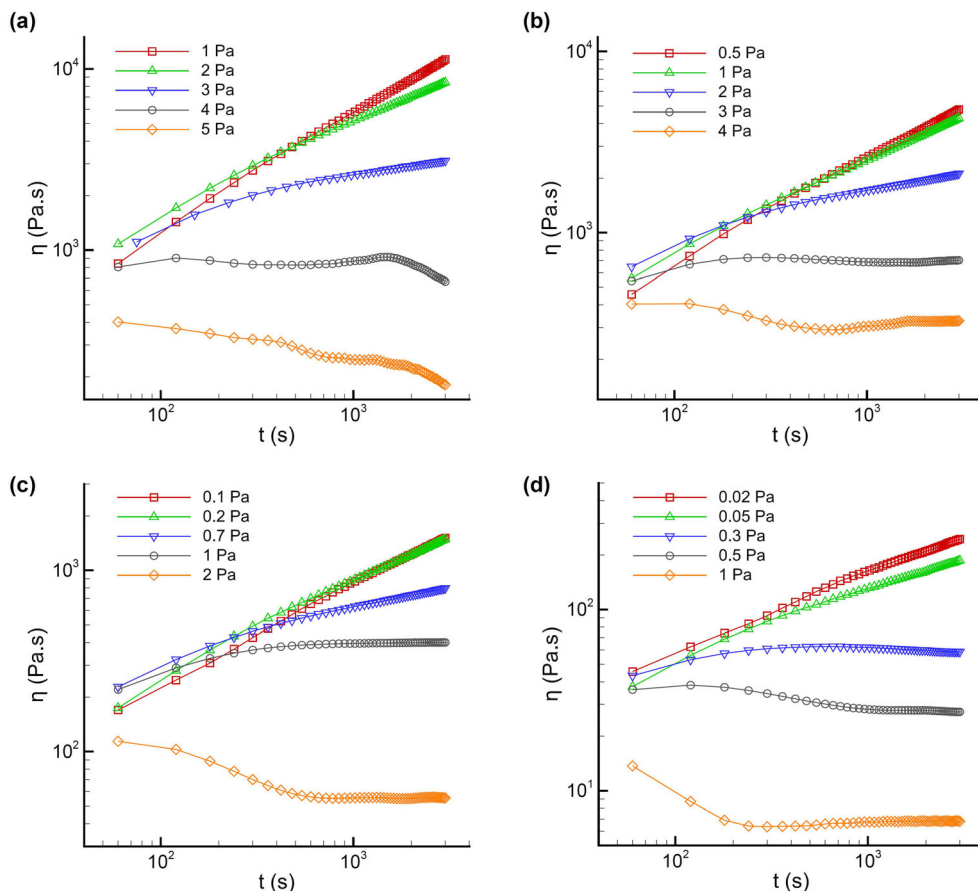 (a)
10^4
10^3
η (Pa.s)
1 Pa
2 Pa
3 Pa
4 Pa
5 Pa
10^2
10^3
t (s)
(b)
10^4
10^3
η (Pa.s)
0.5 Pa
1 Pa
2 Pa
3 Pa
4 Pa
10^2
10^3
t (s)
(c)
10^3
10^2
η (Pa.s)
0.1 Pa
0.2 Pa
0.7 Pa
1 Pa
2 Pa
10^2
10^3
t (s)
(d)
10^2
10^1
η (Pa.s)
0.02 Pa
0.05 Pa
0.3 Pa
0.5 Pa
1 Pa
10^2
10^3
t (s)